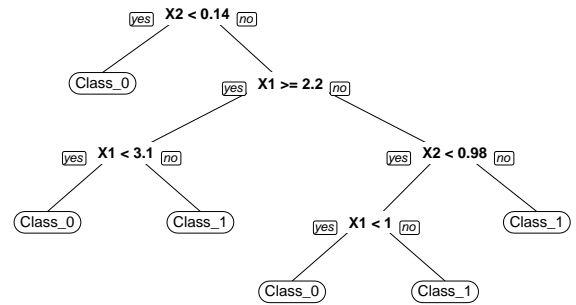 yes X2 < 0.14 no
Class_0
yes X1 >= 2.2 no
yes X1 < 3.1 no
yes X2 < 0.98 no
Class_0
Class_1
yes X1 < 1 no
Class_1
Class_0
Class_1